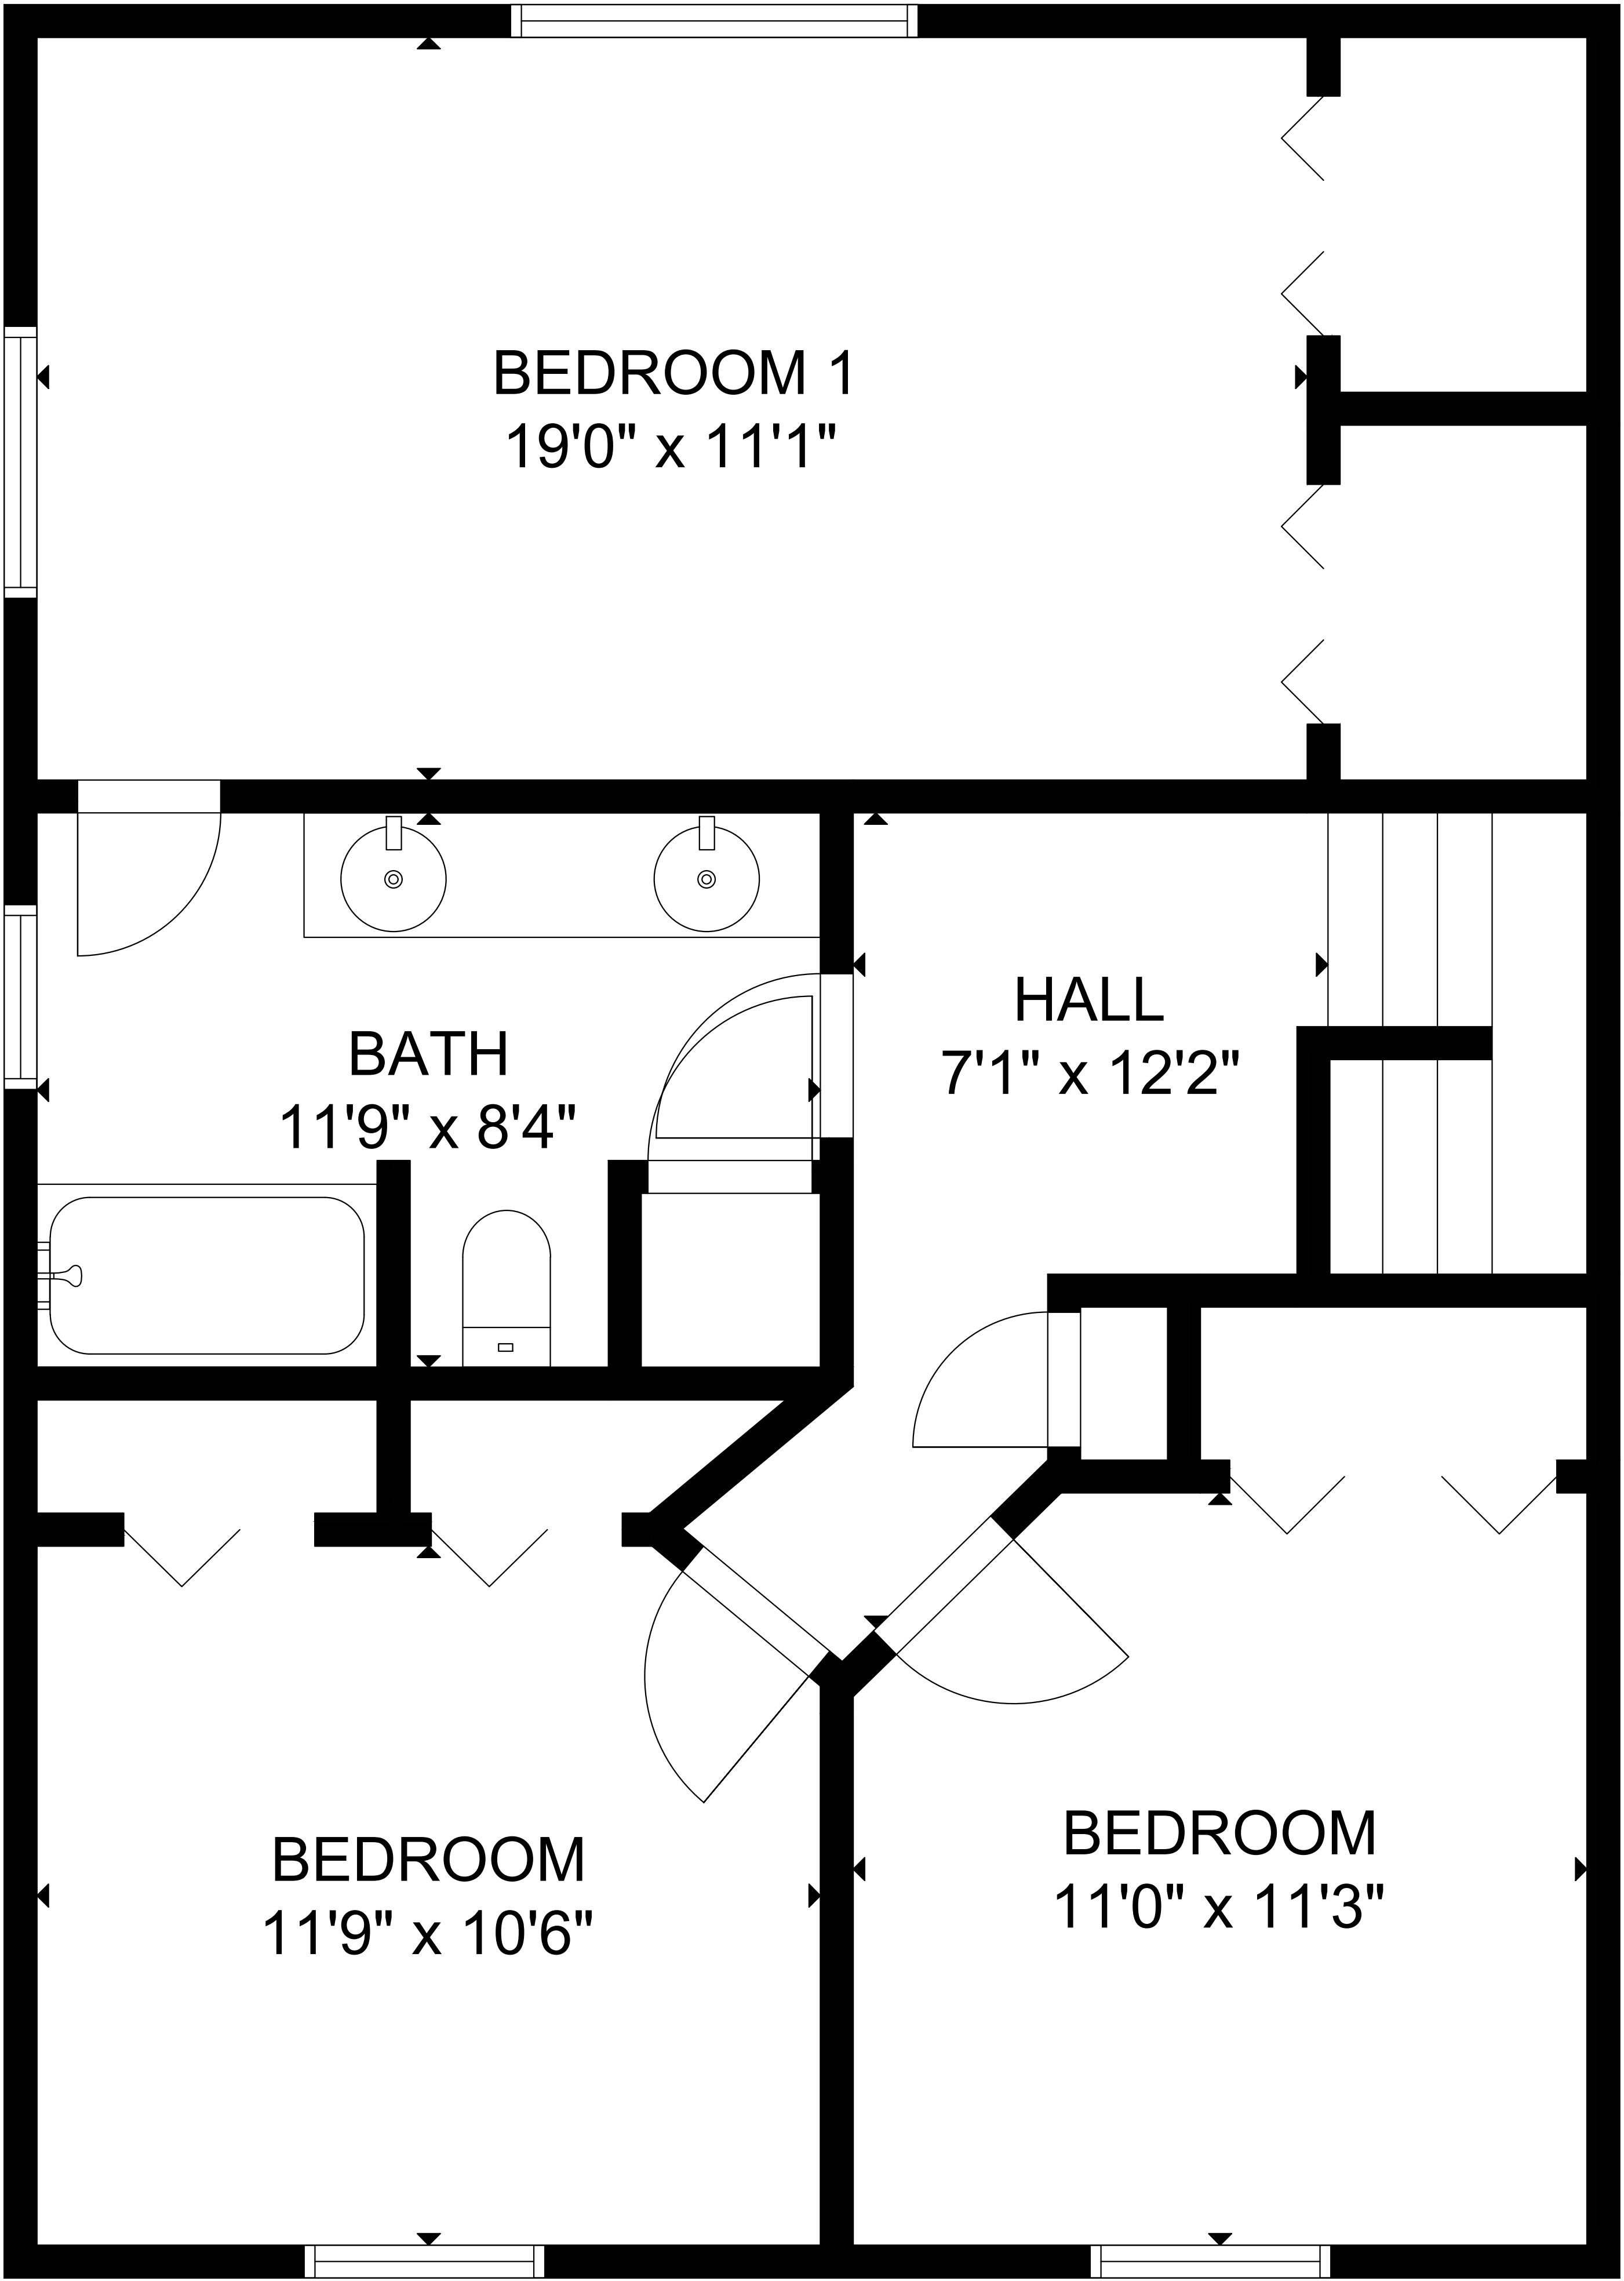 BEDROOM 1
19'0" x 11'1"
HALL
7'1" x 12'2"
BATH
11'9" x 8'4"
BEDROOM
11'9" x 10'6"
BEDROOM
11'0" x 11'3"